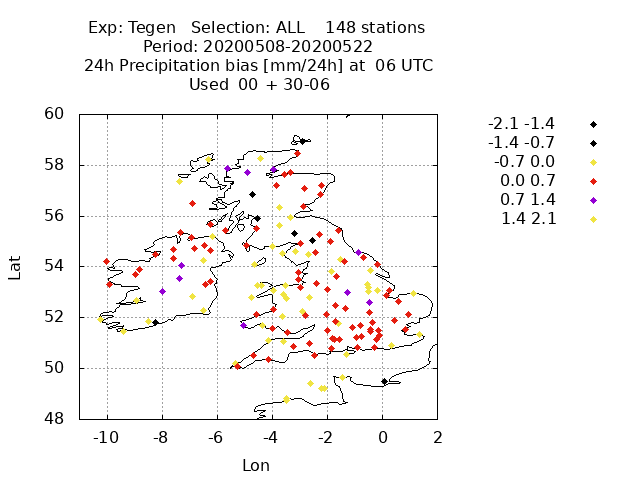 Exp: Tegen   Selection: ALL    148 stations
Period: 20200508-20200522
24h Precipitation bias [mm/24h] at  06 UTC
Used  00 + 30-06
-2.1 -1.4
-1.4 -0.7
-0.7 0.0
0.0 0.7
0.7 1.4
1.4 2.1
60
58
56
54
52
50
48
Lat
-10 -8 -6 -4 -2 0 2
Lon